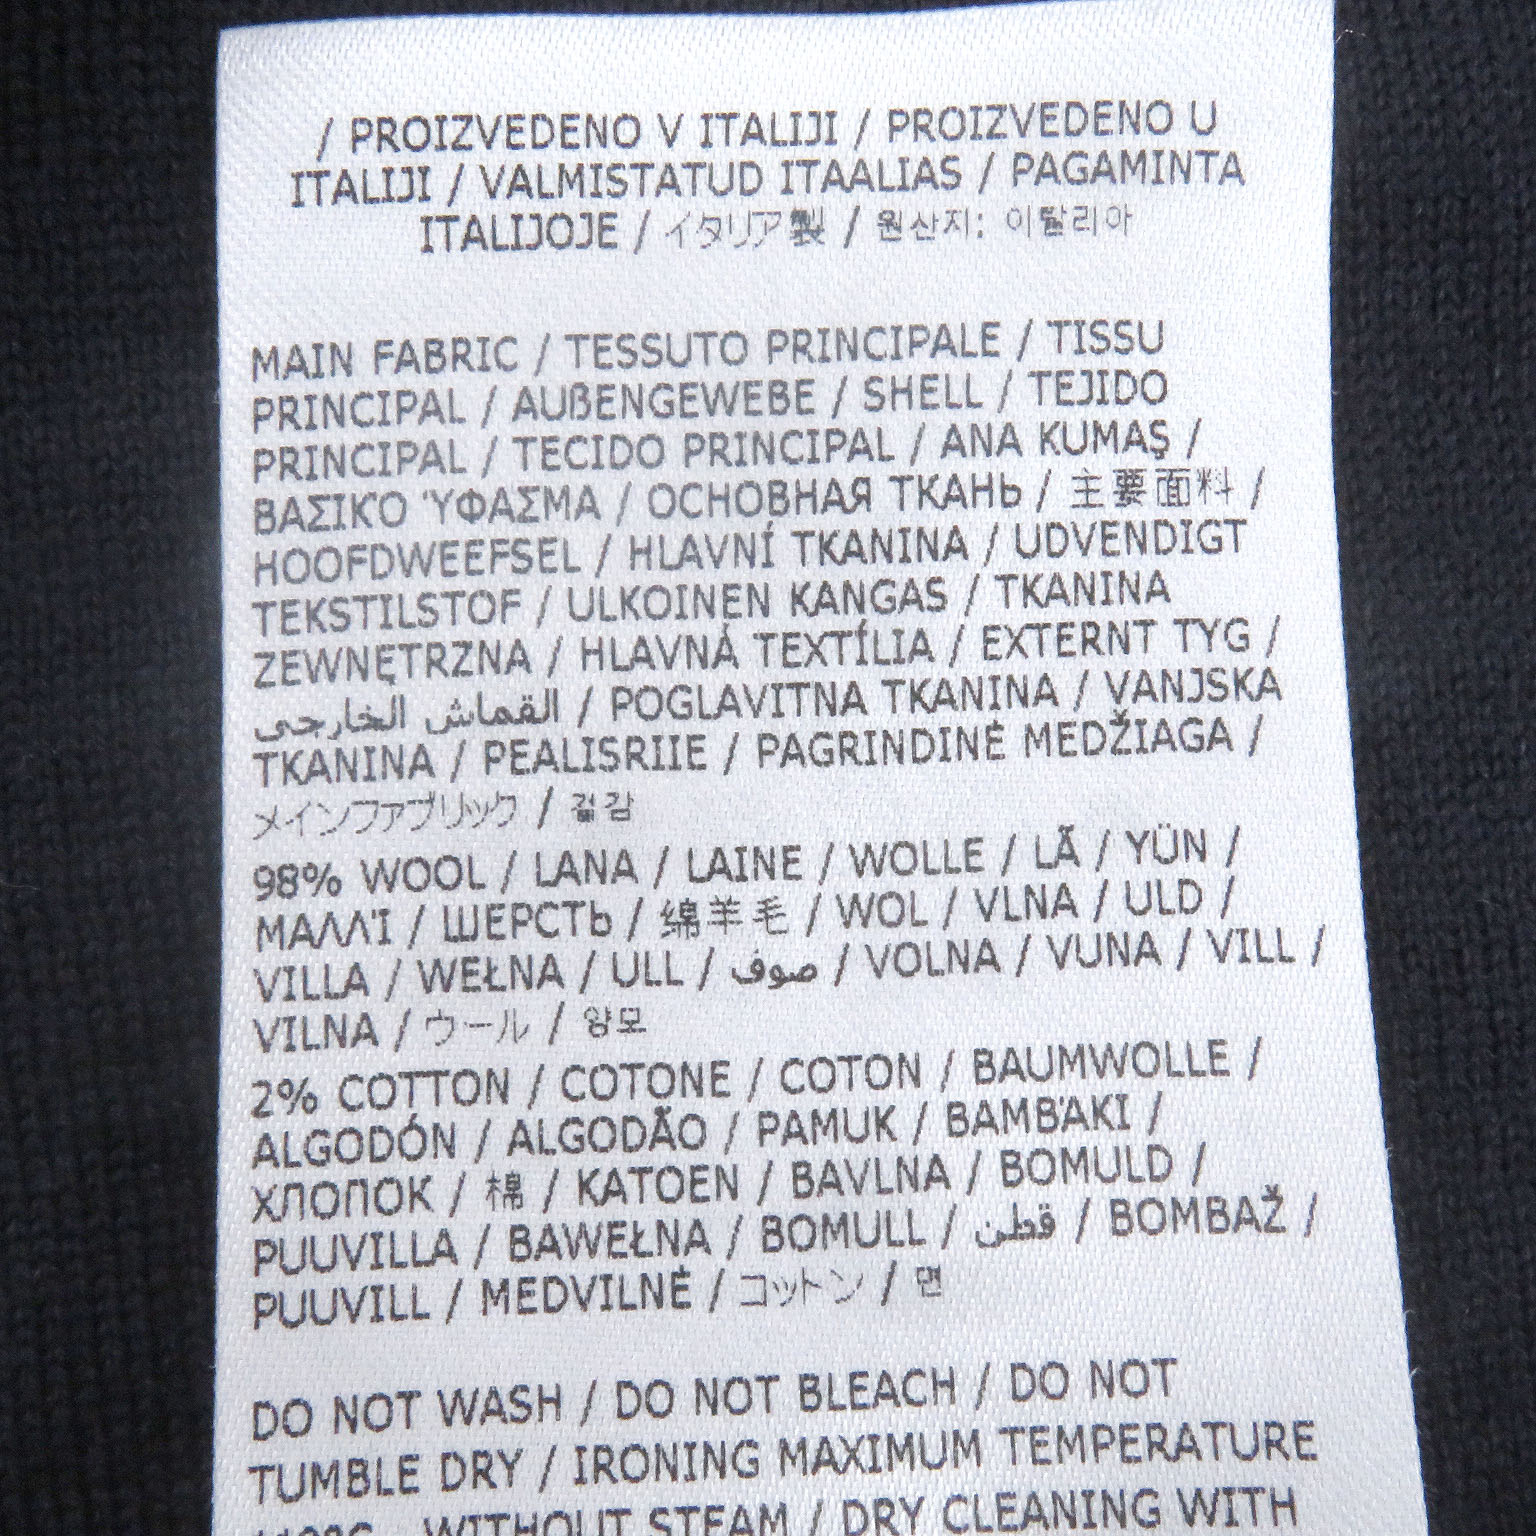 / PROIZVEDENO V ITALIJI / PROIZVEDENO U
ITALIJI / VALMISTATUD ITAALIAS / PAGAMINTA
ITALIJOJE / イタリア製 / 원산지: 이탈리아
MAIN FABRIC / TESSUTO PRINCIPALE / TISSU
PRINCIPAL / AUßENGEWEBE / SHELL / TEJIDO
PRINCIPAL / TECIDO PRINCIPAL / ANA KUMAŞ /
ΒΑΣΙΚΟ ΎΦΑΣΜΑ / ОСНОВНАЯ ТКАНЬ / 主要面料 /
HOOFDWEEFSEL / HLAVNÍ TKANINA / UDVENDIGT
TEKSTILSTOF / ULKOINEN KANGAS / TKANINA
ZEWNĘTRZNA / HLAVNÁ TEXTÍLIA / EXTERNT TYG /
القماش الخارجى / POGLAVITNA TKANINA / VANJSKA
TKANINA / PEALISRIIE / PAGRINDINĖ MEDŽIAGA /
メインファブリック / 겉감
98% WOOL / LANA / LAINE / WOLLE / LÃ / YÜN /
ΜΑΛΛΊ / ШЕРСТЬ / 绵羊毛 / WOL / VLNA / ULD /
VILLA / WEŁNA / ULL / صوف / VOLNA / VUNA / VILL /
VILNA / ウール / 양모
2% COTTON / COTONE / COTON / BAUMWOLLE /
ALGODÓN / ALGODÃO / PAMUK / ΒΑΜΒΆΚΙ /
ХЛОПОК / 棉 / KATOEN / BAVLNA / BOMULD /
PUUVILLA / BAWEŁNA / BOMULL / قطن / BOMBAŽ /
PUUVILL / MEDVILNĖ / コットン / 면
DO NOT WASH / DO NOT BLEACH / DO NOT
TUMBLE DRY / IRONING MAXIMUM TEMPERATURE
WITHOUT STEAM / DRY CLEANING WITH